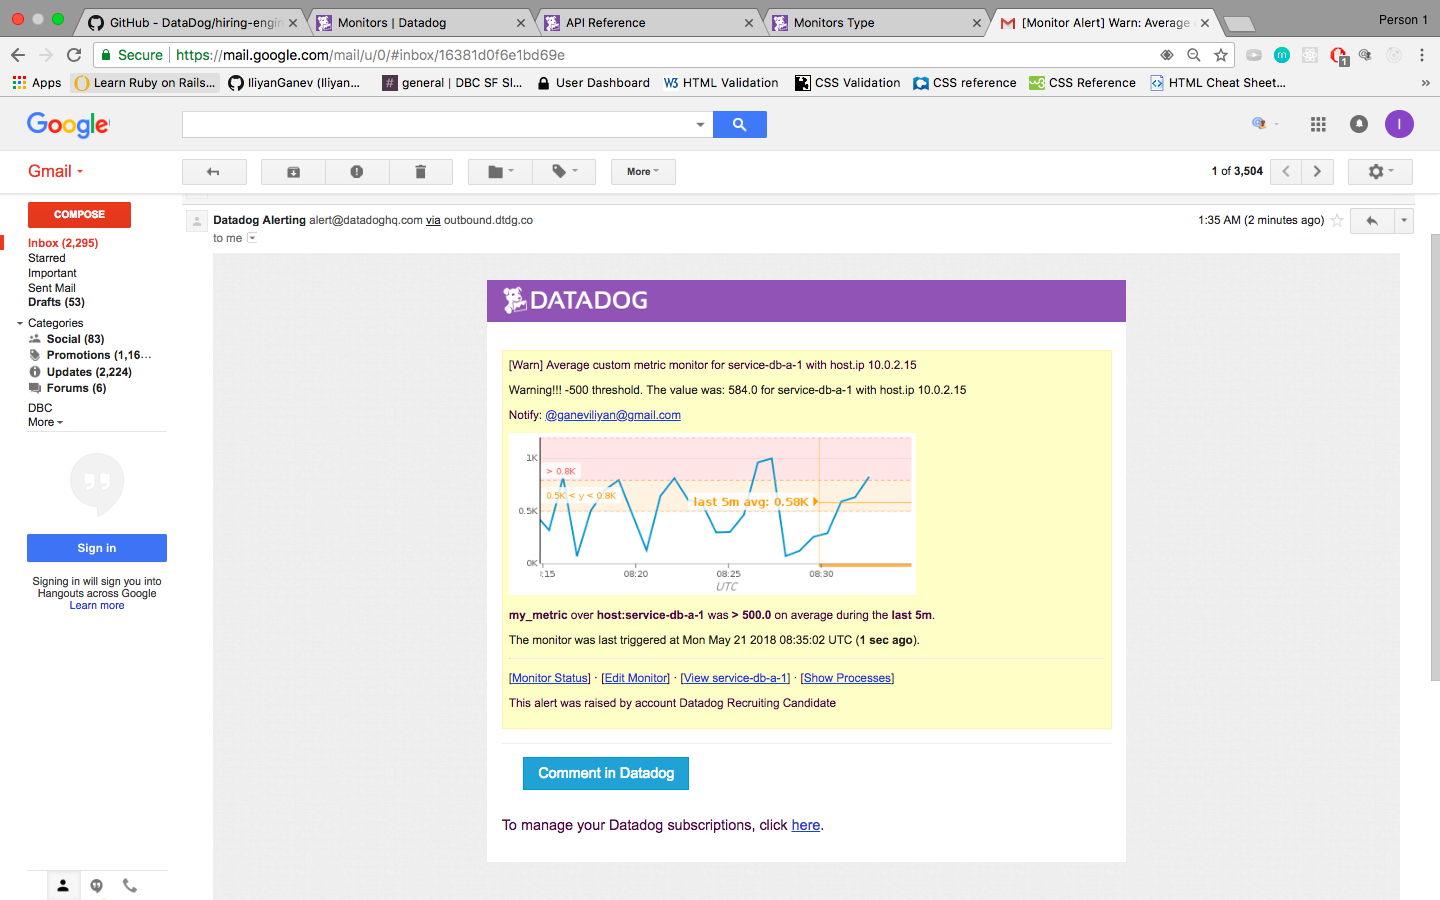 GitHub - DataDog/hiring-engin
Monitors | Datadog
API Reference
Monitors Type
[Monitor Alert] Warn: Average
Person 1
Secure
https://mail.google.com/mail/u/0/#inbox/16381d0f6e1bd69e
1
Apps
Learn Ruby on Rails...
IliyanGanev (Iliyan...
# general | DBC SF Sl...
User Dashboard
W3 HTML Validation
CSS Validation
CSS reference
CSS Reference
HTML Cheat Sheet...
»
Google
I
Gmail
More
1 of 3,504
COMPOSE
Inbox (2,295)
Starred
Important
Sent Mail
Drafts (53)
Categories
Social (83)
Promotions (1,16...
Updates (2,224)
Forums (6)
DBC
More
Sign in
Signing in will sign you into
Hangouts across Google
Learn more
Datadog Alerting alert@datadoghq.com via outbound.dtdg.co
1:35 AM (2 minutes ago)
to me
DATADOG
[Warn] Average custom metric monitor for service-db-a-1 with host.ip 10.0.2.15
Warning!!! -500 threshold. The value was: 584.0 for service-db-a-1 with host.ip 10.0.2.15
Notify: @ganeviliyan@gmail.com
1K
> 0.8K
0.5K < y < 0.8K
last 5m avg: 0.58K
0.5K
0K
:15
08:20
08:25
08:30
UTC
my_metric over host:service-db-a-1 was > 500.0 on average during the last 5m.
The monitor was last triggered at Mon May 21 2018 08:35:02 UTC (1 sec ago).
[Monitor Status] · [Edit Monitor] · [View service-db-a-1] · [Show Processes]
This alert was raised by account Datadog Recruiting Candidate
Comment in Datadog
To manage your Datadog subscriptions, click here.